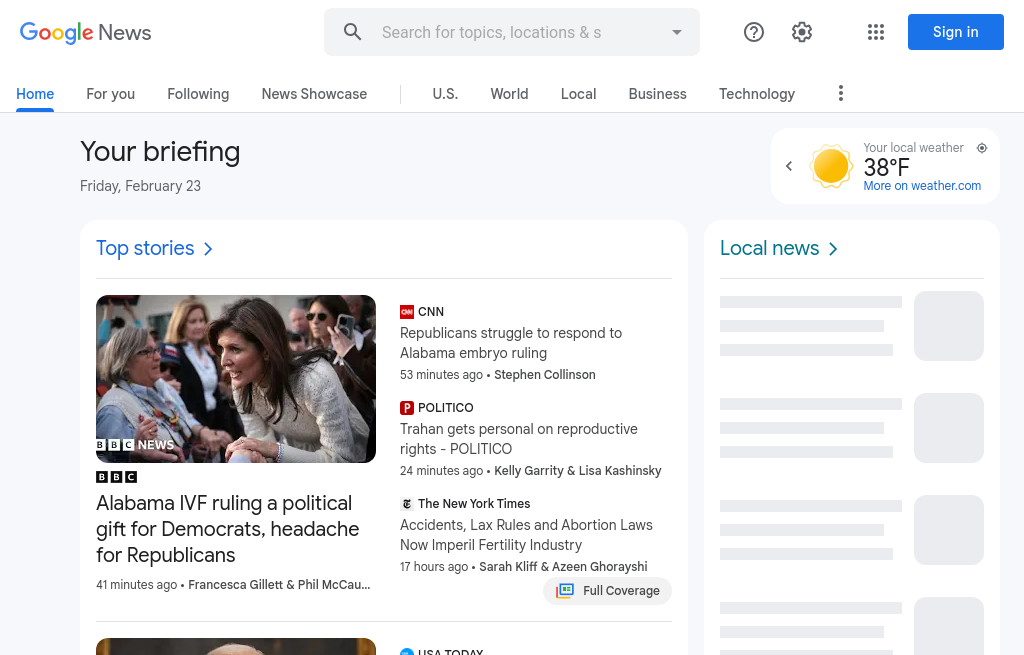 Google News
Search for topics, locations & s
Sign in
Home
For you
Following
News Showcase
U.S.
World
Local
Business
Technology
Your briefing
Friday, February 23
Your local weather
38°F
More on weather.com
Top stories
Local news
BBC NEWS
BBC
Alabama IVF ruling a political
gift for Democrats, headache
for Republicans
41 minutes ago • Francesca Gillett & Phil McCau...
CNN
CNN
Republicans struggle to respond to
Alabama embryo ruling
53 minutes ago • Stephen Collinson
P POLITICO
Trahan gets personal on reproductive
rights - POLITICO
24 minutes ago • Kelly Garrity & Lisa Kashinsky
The New York Times
Accidents, Lax Rules and Abortion Laws
Now Imperil Fertility Industry
17 hours ago • Sarah Kliff & Azeen Ghorayshi
Full Coverage
USA TODAY